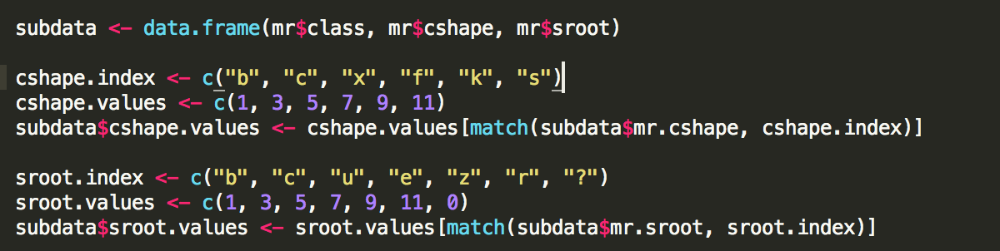 subdata <- data.frame(mr$class, mr$cshape, mr$sroot)
cshape.index <- c("b", "c", "x", "f", "k", "s")
cshape.values <- c(1, 3, 5, 7, 9, 11)
subdata$cshape.values <- cshape.values[match(subdata$mr.cshape, cshape.index)]
sroot.index <- c("b", "c", "u", "e", "z", "r", "?")
sroot.values <- c(1, 3, 5, 7, 9, 11, 0)
subdata$sroot.values <- sroot.values[match(subdata$mr.sroot, sroot.index)]